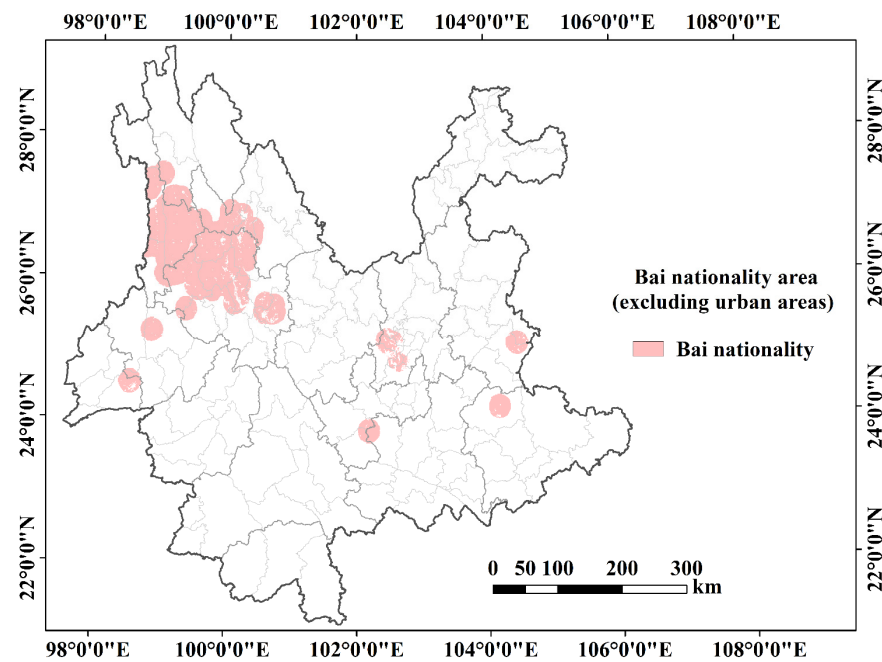 98°0'0"E 100°0'0"E 102°0'0"E 104°0'0"E 106°0'0"E 108°0'0"E
28°0'0"N 28°0'0"N
26°0'0"N 26°0'0"N
Bai nationality area
(excluding urban areas)
Bai nationality
24°0'0"N 24°0'0"N
22°0'0"N 22°0'0"N
0 50 100 200 300
km
98°0'0"E 100°0'0"E 102°0'0"E 104°0'0"E 106°0'0"E 108°0'0"E